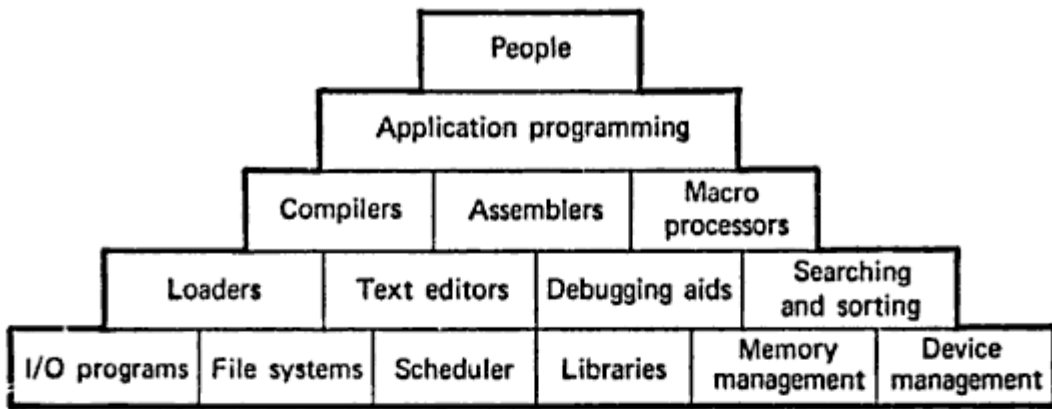 People
Application programming
Compilers
Assemblers
Macro
processors
Loaders
Text editors
Debugging aids
Searching
and sorting
I/O programs
File systems
Scheduler
Libraries
Memory
management
Device
management